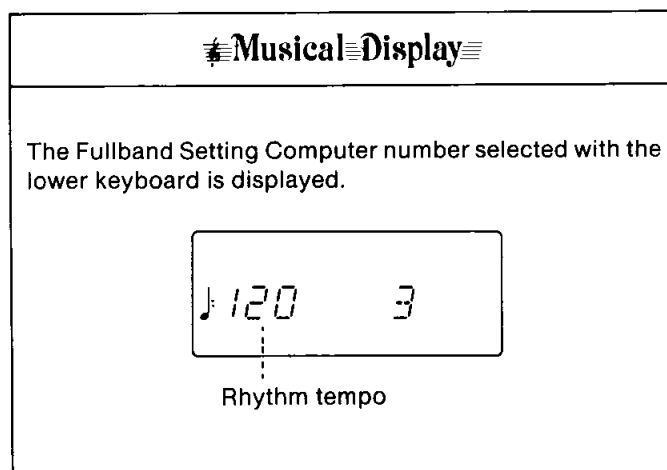 Musical Display
The Fullband Setting Computer number selected with the
lower keyboard is displayed.
♩: 120 3
Rhythm tempo